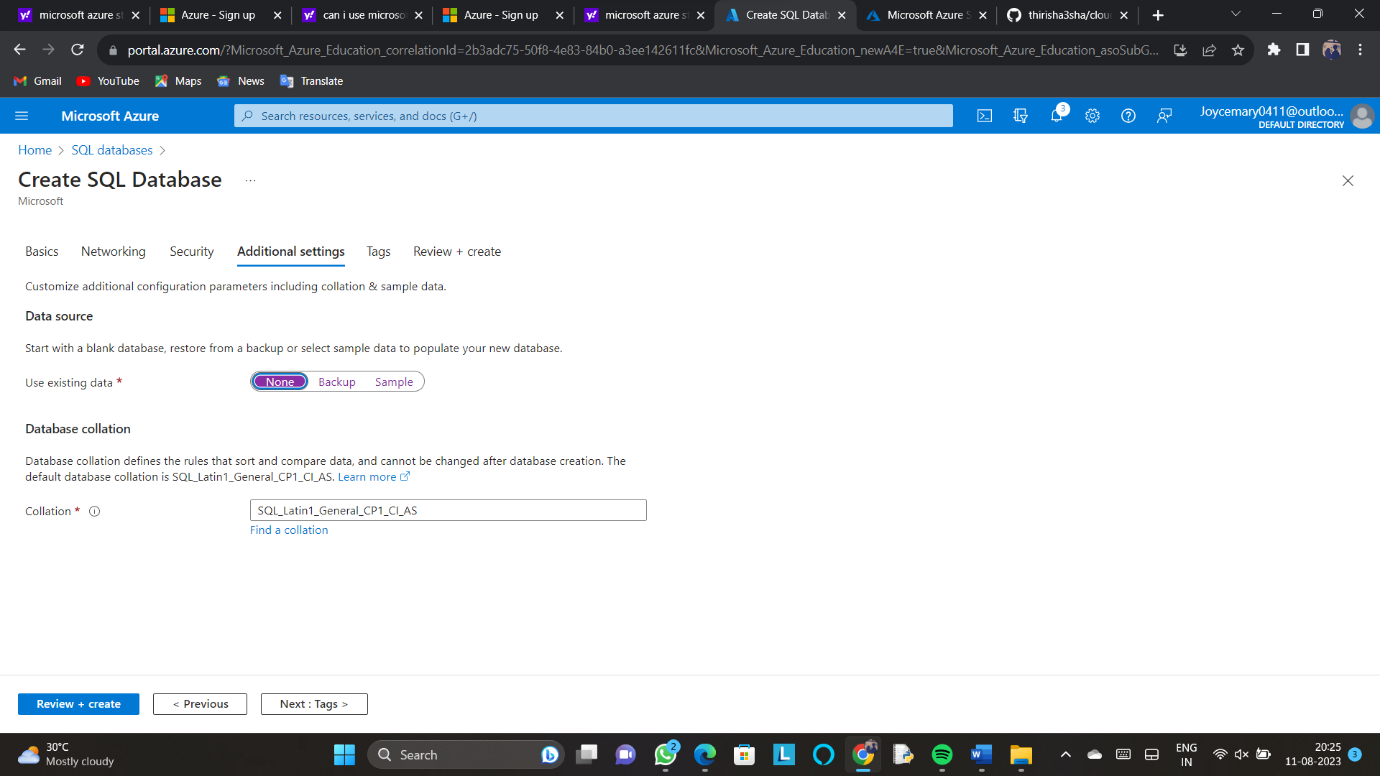 microsoft azure st
Azure - Sign up
can i use microso
Azure - Sign up
microsoft azure st
Create SQL Datab
Microsoft Azure S
thirisha3sha/clou
portal.azure.com/?Microsoft_Azure_Education_correlationId=2b3adc75-50f8-4e83-84b0-a3ee142611fc&Microsoft_Azure_Education_newA4E=true&Microsoft_Azure_Education_asoSubG...
Gmail YouTube Maps News Translate
Microsoft Azure
Search resources, services, and docs (G+/)
3
Joycemary0411@outloo...
DEFAULT DIRECTORY
Home > SQL databases >
Create SQL Database ...
Microsoft
Basics Networking Security Additional settings Tags Review + create
Customize additional configuration parameters including collation & sample data.
Data source
Start with a blank database, restore from a backup or select sample data to populate your new database.
Use existing data * None Backup Sample
Database collation
Database collation defines the rules that sort and compare data, and cannot be changed after database creation. The
default database collation is SQL_Latin1_General_CP1_CI_AS. Learn more
Collation * SQL_Latin1_General_CP1_CI_AS
Find a collation
Review + create < Previous Next : Tags >
30°C
Mostly cloudy
Search
2
ENG
IN
20:25
11-08-2023
3